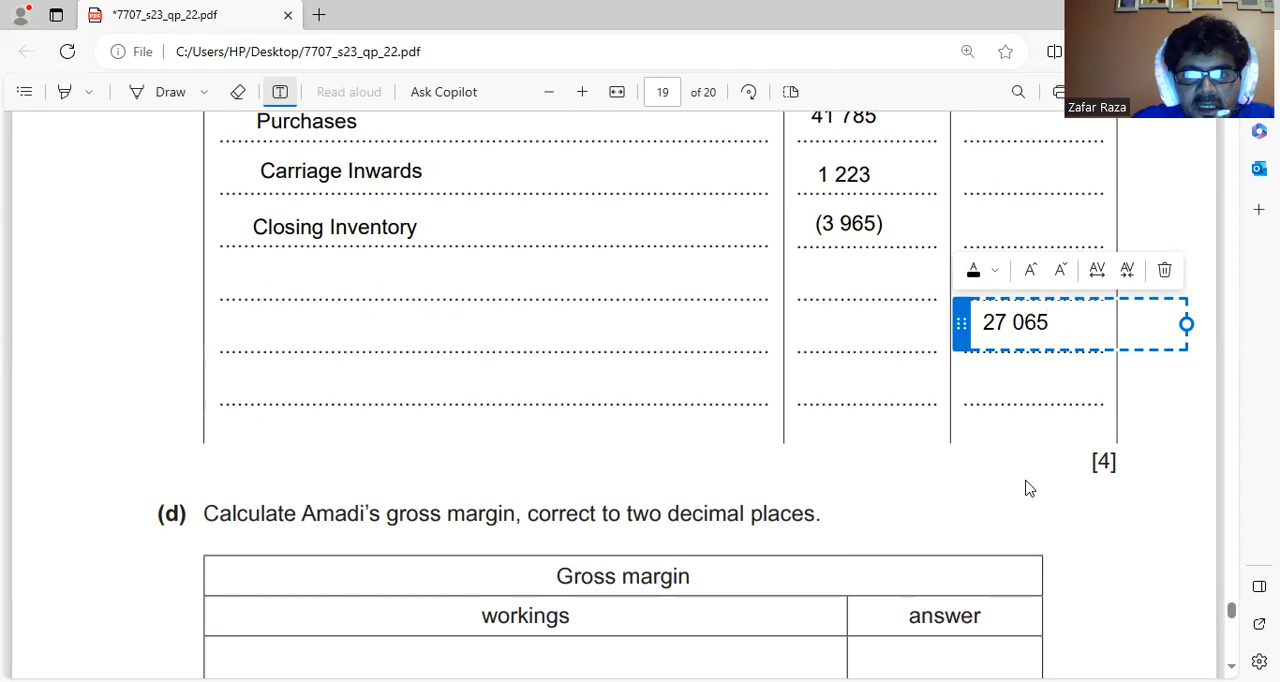 *7707_s23_qp_22.pdf
File
C:/Users/HP/Desktop/7707_s23_qp_22.pdf
Draw
Read aloud
Ask Copilot
19 of 20
Zafar Raza
Purchases 41 785
Carriage Inwards 1 223
Closing Inventory (3 965)
27 065
[4]
(d) Calculate Amadi's gross margin, correct to two decimal places.
Gross margin
workings answer